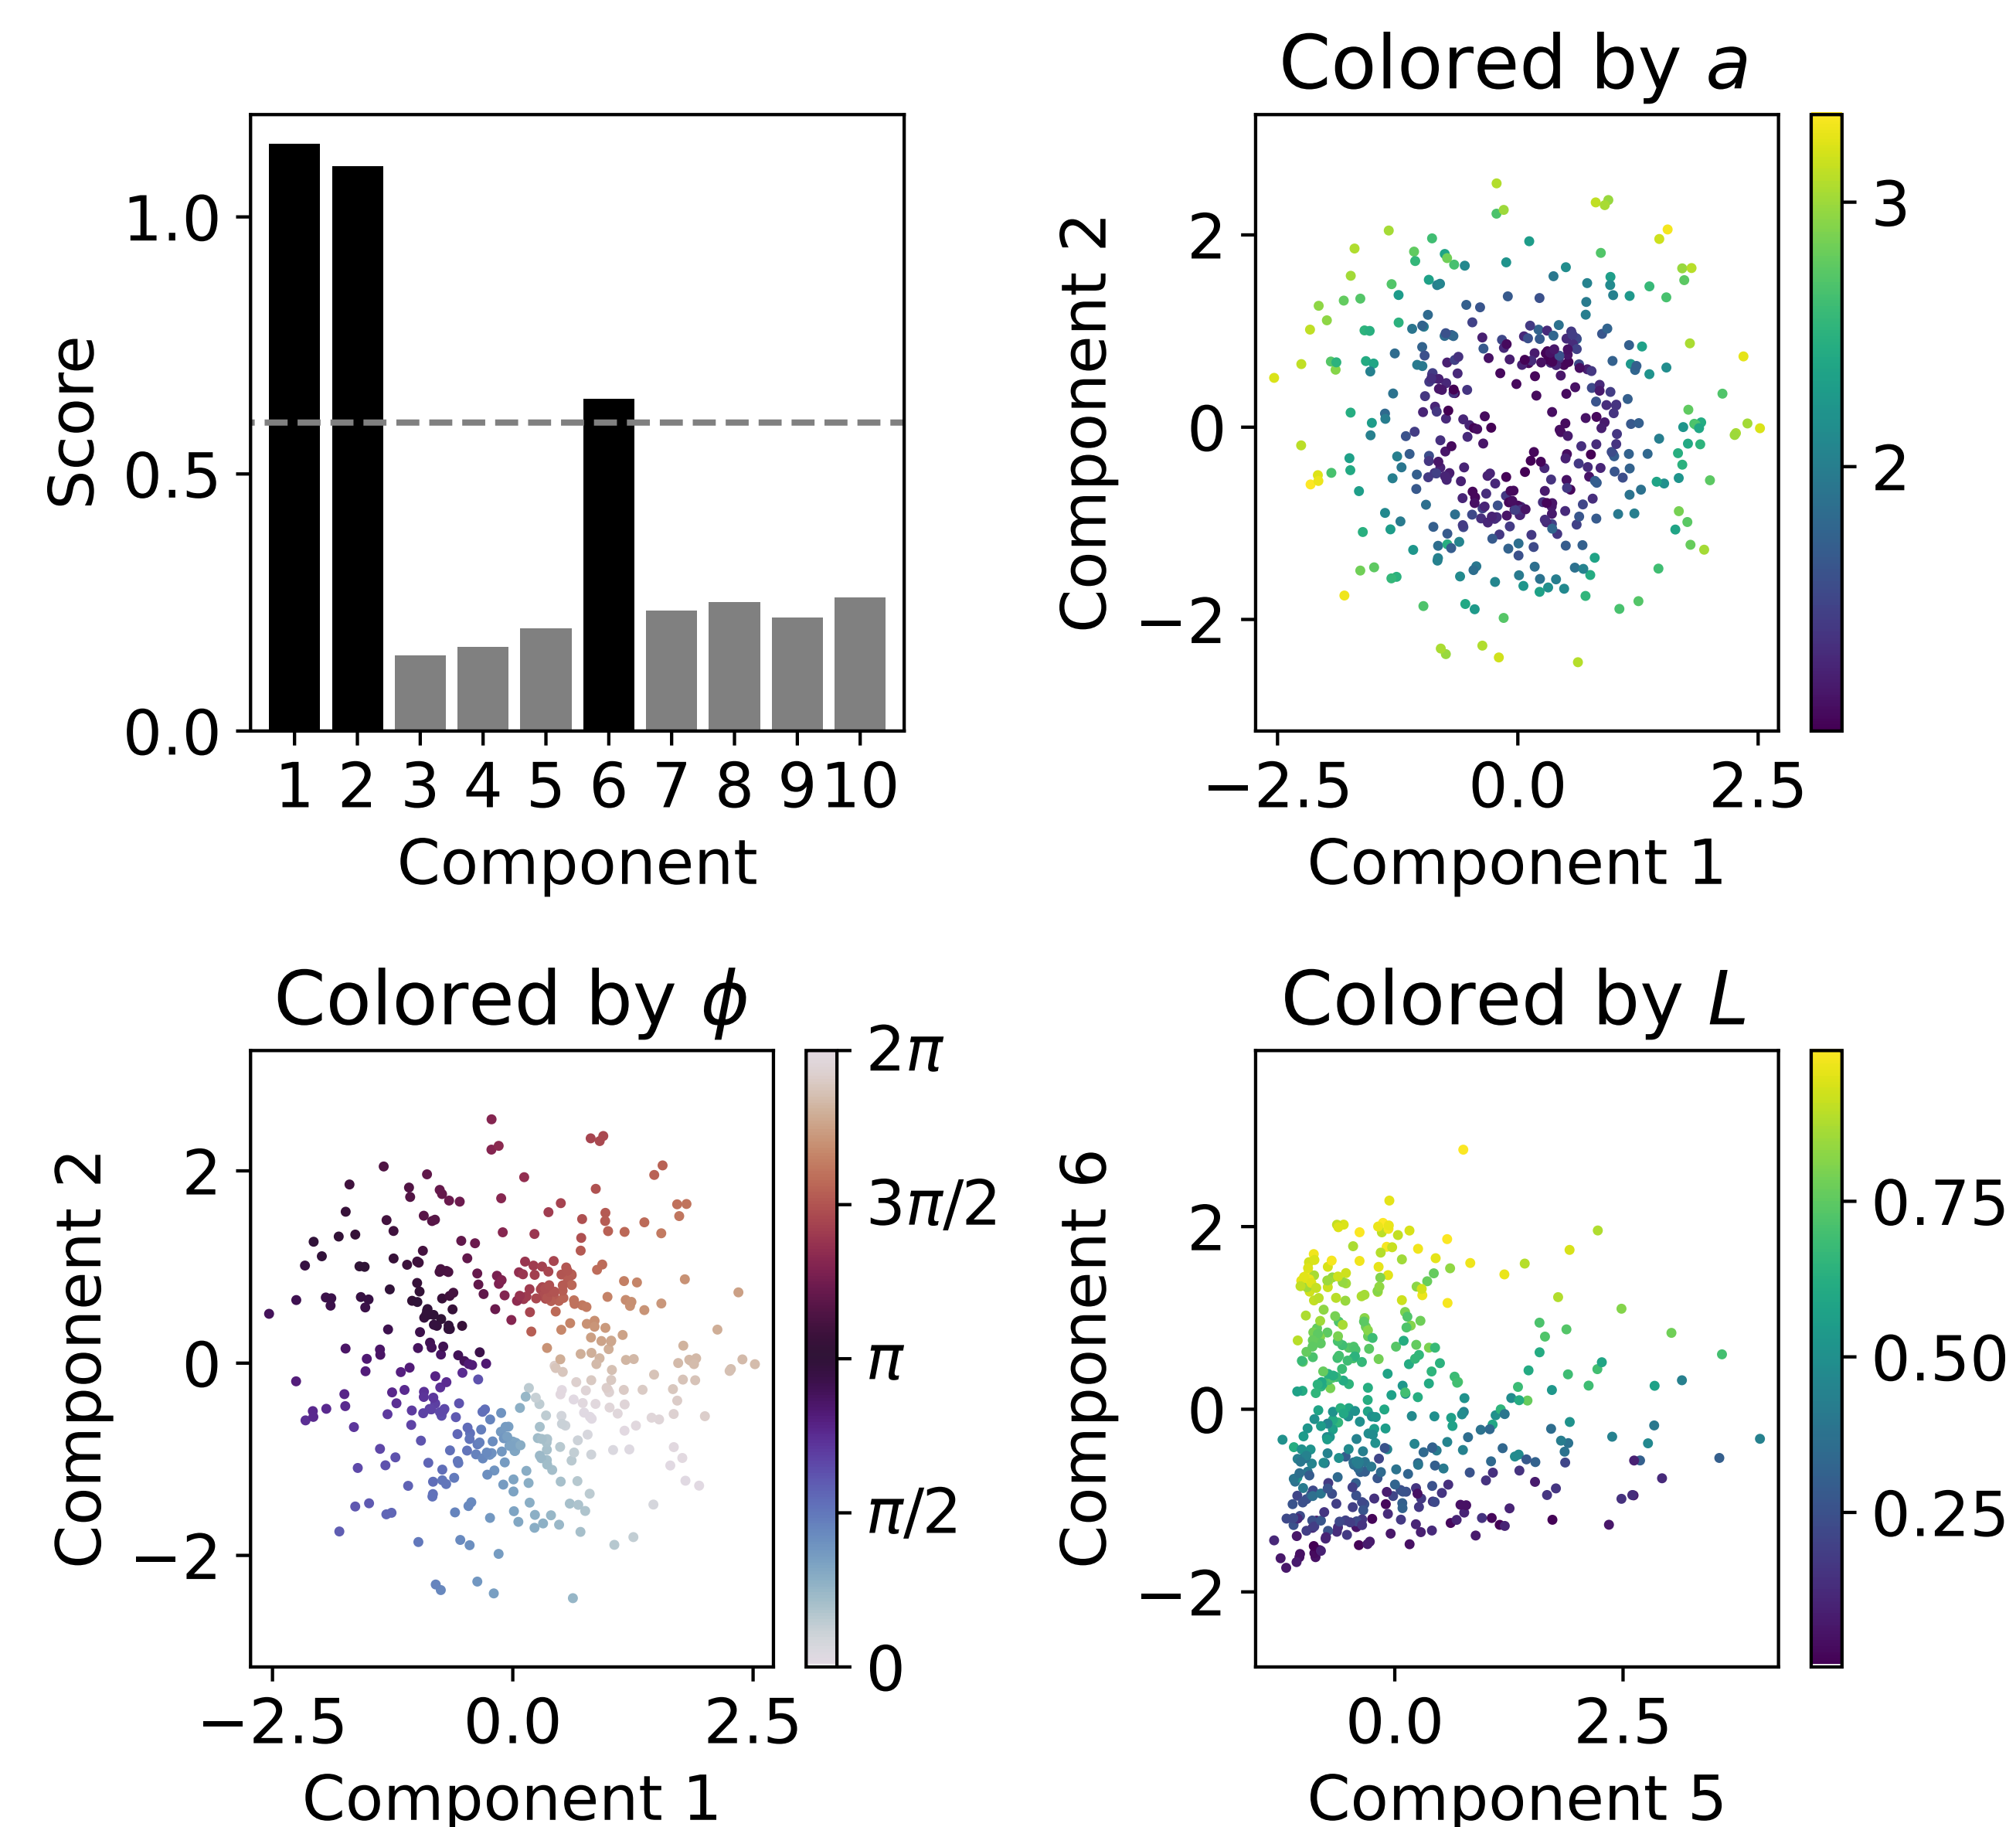 Score
1.0
0.5
0.0
1 2 3 4 5 6 7 8 9 10
Component
Colored by a
Component 2
2
0
−2
−2.5 0.0 2.5
Component 1
3
2
Colored by ϕ
Component 2
2
0
−2
−2.5 0.0 2.5
Component 1
2π
3π/2
π
π/2
0
Colored by L
Component 6
2
0
−2
0.0 2.5
Component 5
0.75
0.50
0.25